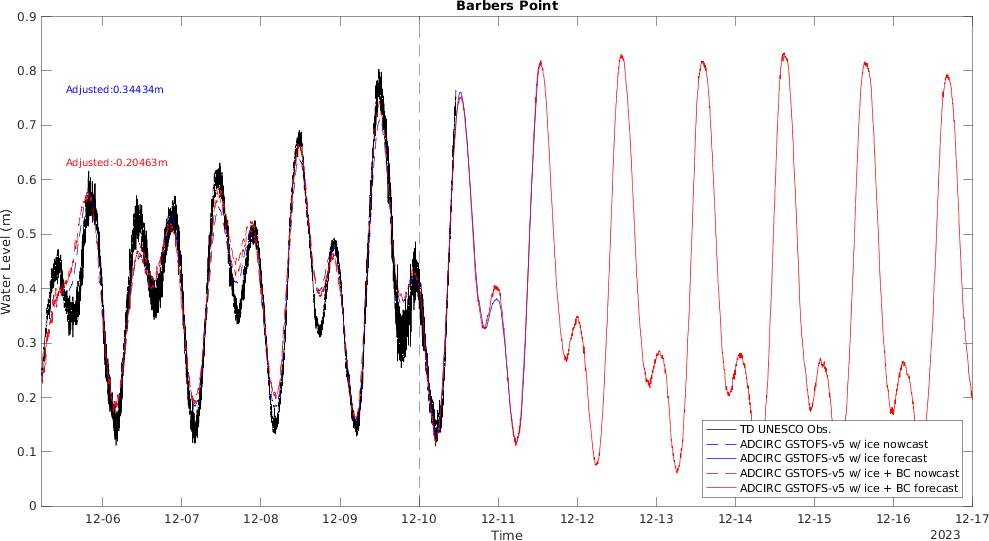 Barbers Point
0.9
0.8
0.7
0.6
0.5
0.4
0.3
0.2
0.1
0
Water Level (m)
Adjusted:0.34434m
Adjusted:-0.20463m
TD UNESCO Obs.
ADCIRC GSTOFS-v5 w/ ice nowcast
ADCIRC GSTOFS-v5 w/ ice forecast
ADCIRC GSTOFS-v5 w/ ice + BC nowcast
ADCIRC GSTOFS-v5 w/ ice + BC forecast
12-06 12-07 12-08 12-09 12-10 12-11 12-12 12-13 12-14 12-15 12-16 12-17
Time
2023